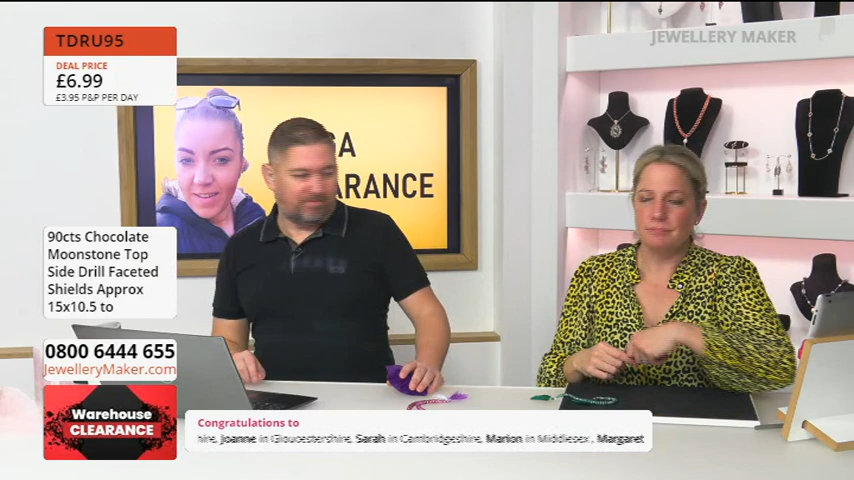 TDRU95
DEAL PRICE
£6.99
£3.95 P&P PER DAY
JEWELLERY MAKER
ARANCE
90cts Chocolate
Moonstone Top
Side Drill Faceted
Shields Approx
15x10.5 to
0800 6444 655
JewelleryMaker.com
Warehouse
CLEARANCE
Congratulations to
hire, Joanne in Gloucestershire, Sarah in Cambridgeshire, Marion in Middlesex , Margaret